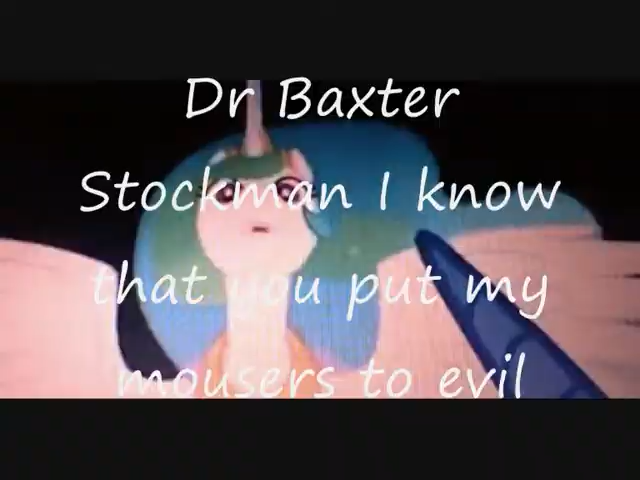 Dr Baxter
Stockman I know
that you put my
mousers to evil